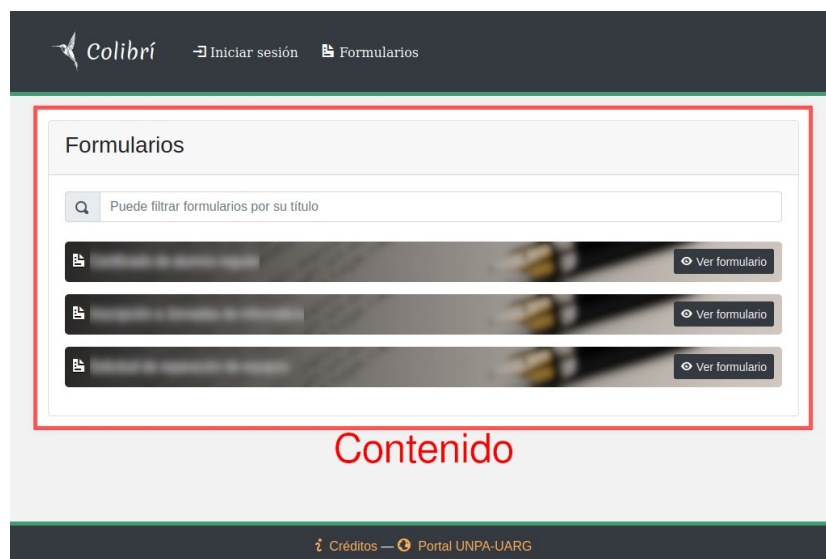 Colibrí Iniciar sesión Formularios
Formularios
Puede filtrar formularios por su título
Ver formulario
Ver formulario
Ver formulario
Contenido
Créditos — Portal UNPA-UARG